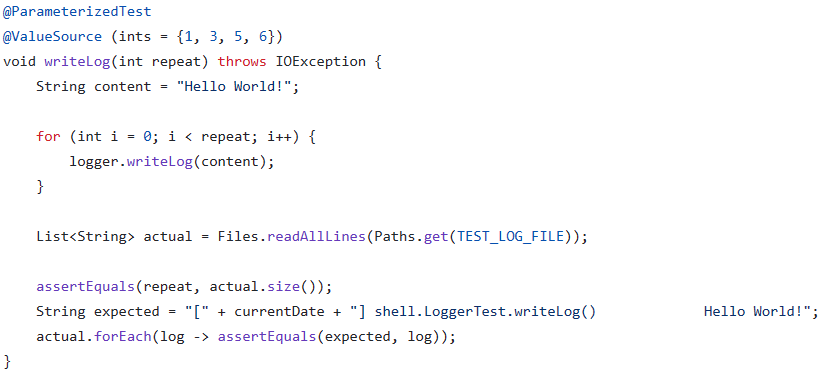 @ParameterizedTest
@ValueSource (ints = {1, 3, 5, 6})
void writeLog(int repeat) throws IOException {
    String content = "Hello World!";

    for (int i = 0; i < repeat; i++) {
        logger.writeLog(content);
    }

    List<String> actual = Files.readAllLines(Paths.get(TEST_LOG_FILE));

    assertEquals(repeat, actual.size());
    String expected = "[" + currentDate + "] shell.LoggerTest.writeLog()             Hello World!";
    actual.forEach(log -> assertEquals(expected, log));
}